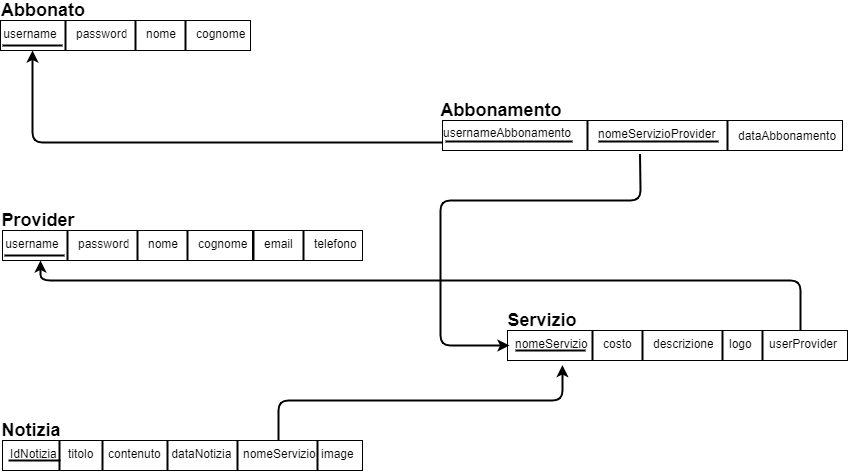 Abbonato
username password nome cognome
Abbonamento
usernameAbbonamento nomeServizioProvider dataAbbonamento
Provider
username password nome cognome email telefono
Servizio
nomeServizio costo descrizione logo userProvider
Notizia
IdNotizia titolo contenuto dataNotizia nomeServizio image